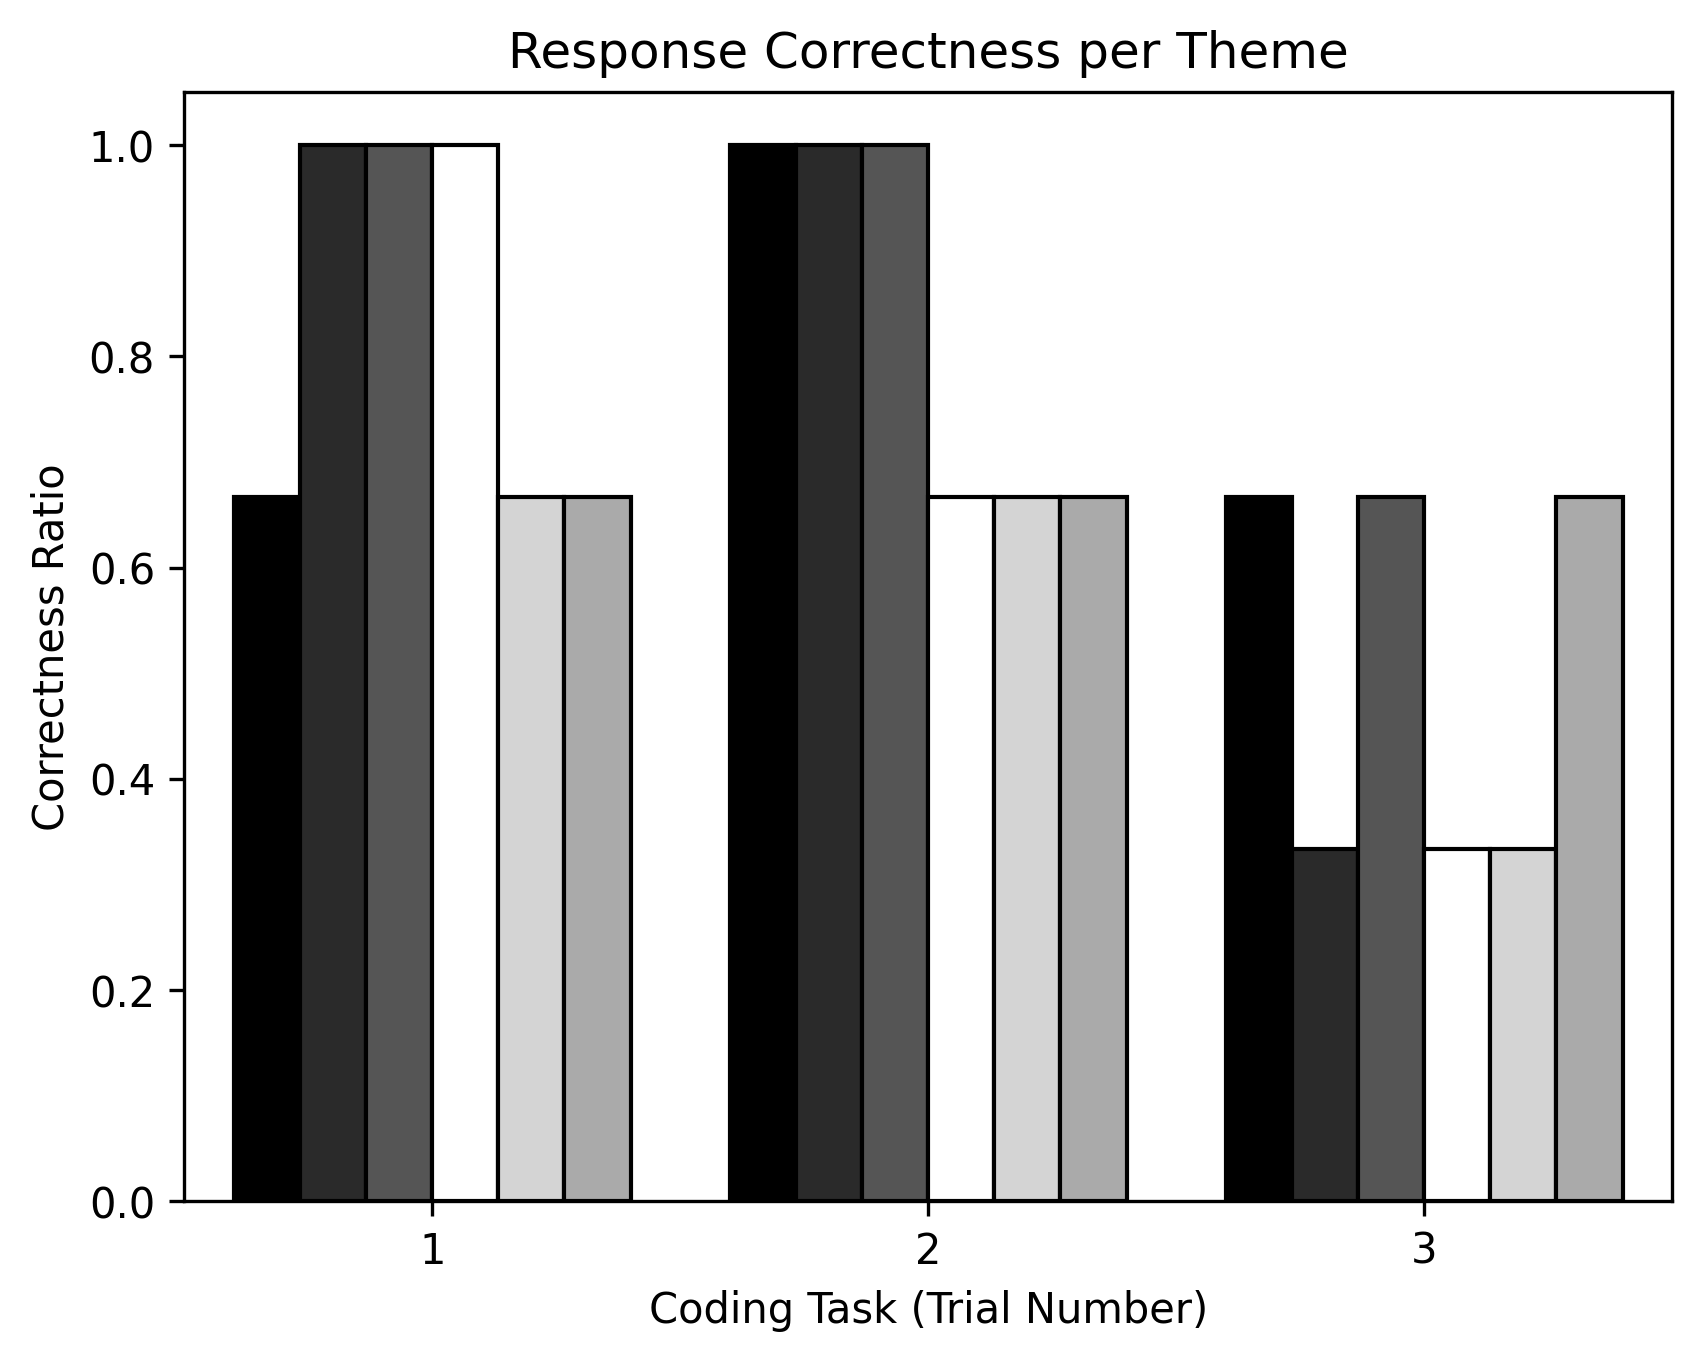 Response Correctness per Theme
1.0
0.8
0.6
0.4
0.2
0.0
Correctness Ratio
1 2 3
Coding Task (Trial Number)